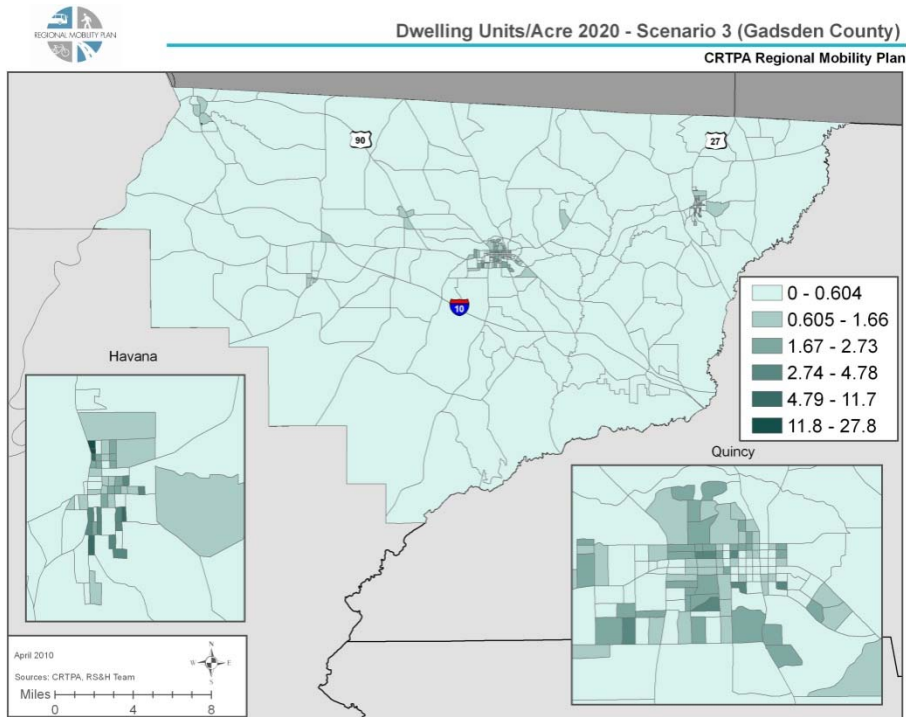 REGIONAL MOBILITY PLAN
Dwelling Units/Acre 2020 - Scenario 3 (Gadsden County)
CRTPA Regional Mobility Plan
90
27
10
0 - 0.604
0.605 - 1.66
1.67 - 2.73
2.74 - 4.78
4.79 - 11.7
11.8 - 27.8
Havana
Quincy
April 2010
N
W E
S
Sources: CRTPA, RS&H Team
Miles
0 4 8